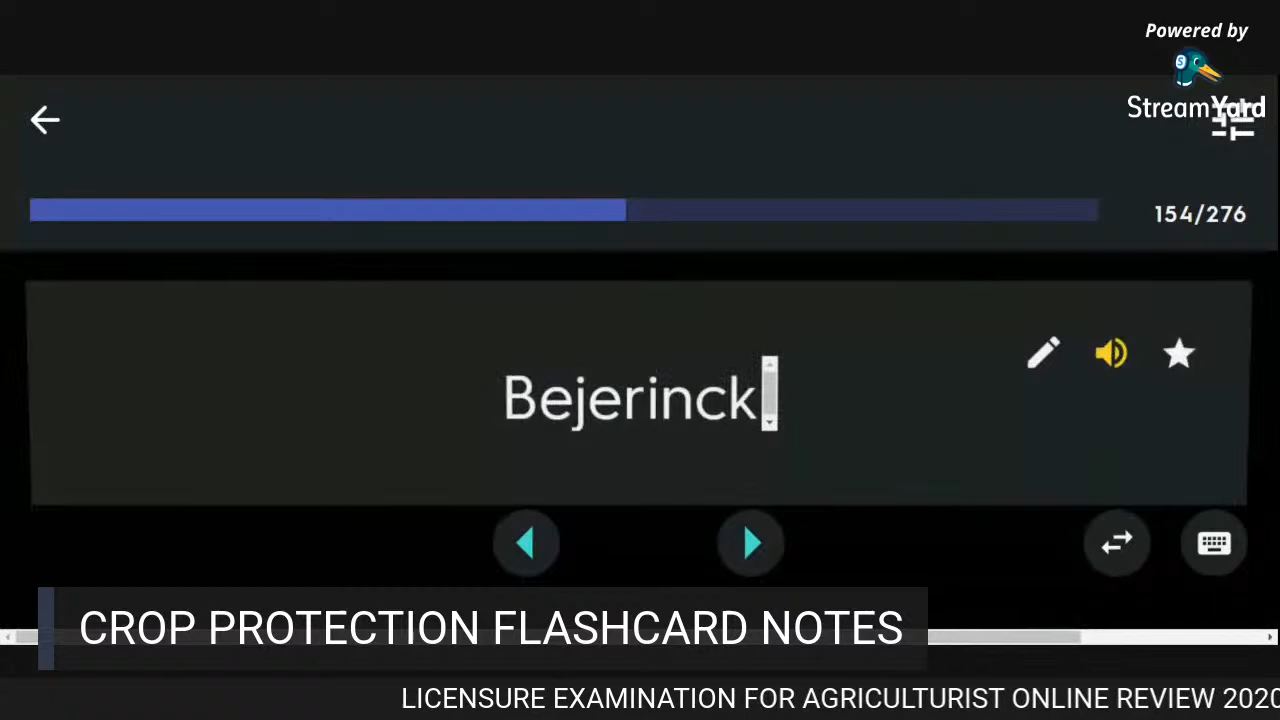 Powered by
StreamYard
154/276
Bejerinck
CROP PROTECTION FLASHCARD NOTES
LICENSURE EXAMINATION FOR AGRICULTURIST ONLINE REVIEW 2020